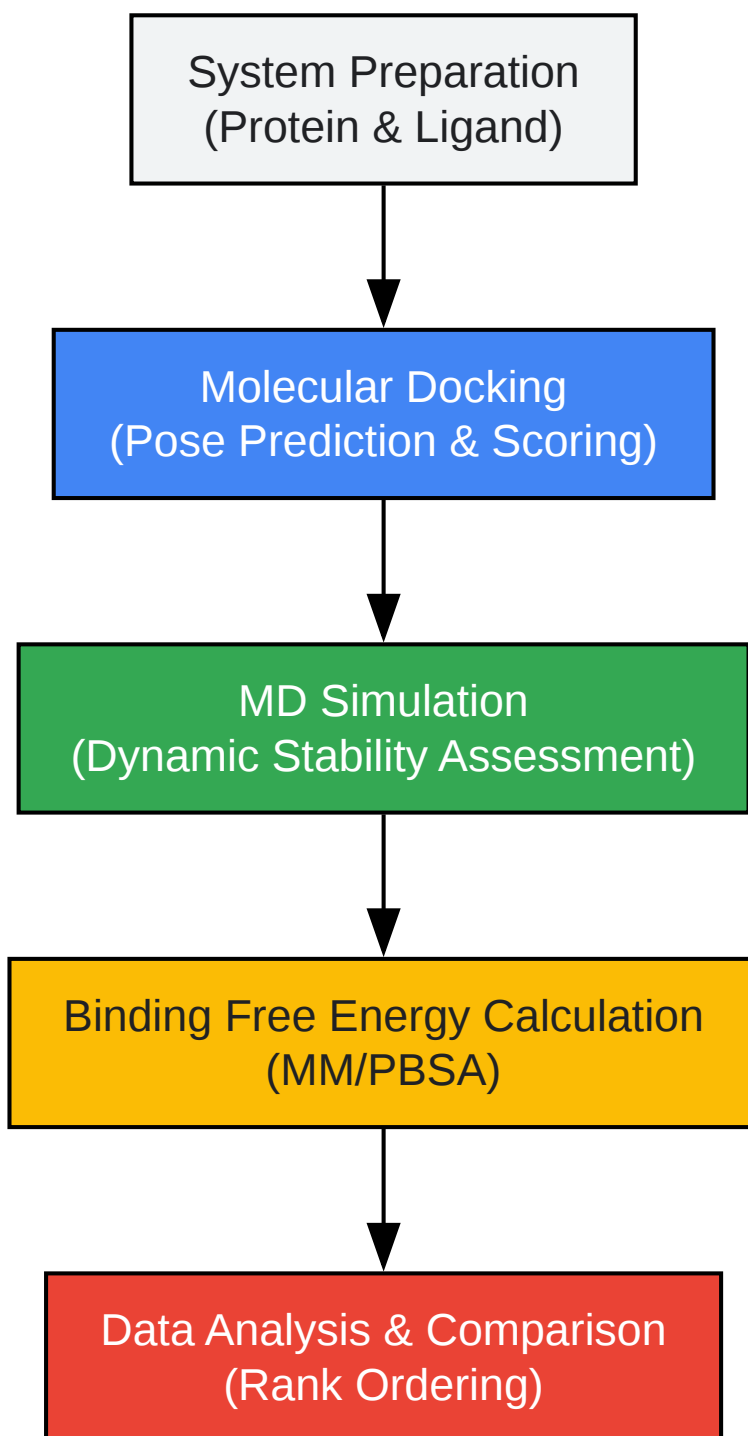 System Preparation
(Protein & Ligand)
Molecular Docking
(Pose Prediction & Scoring)
MD Simulation
(Dynamic Stability Assessment)
Binding Free Energy Calculation
(MM/PBSA)
Data Analysis & Comparison
(Rank Ordering)